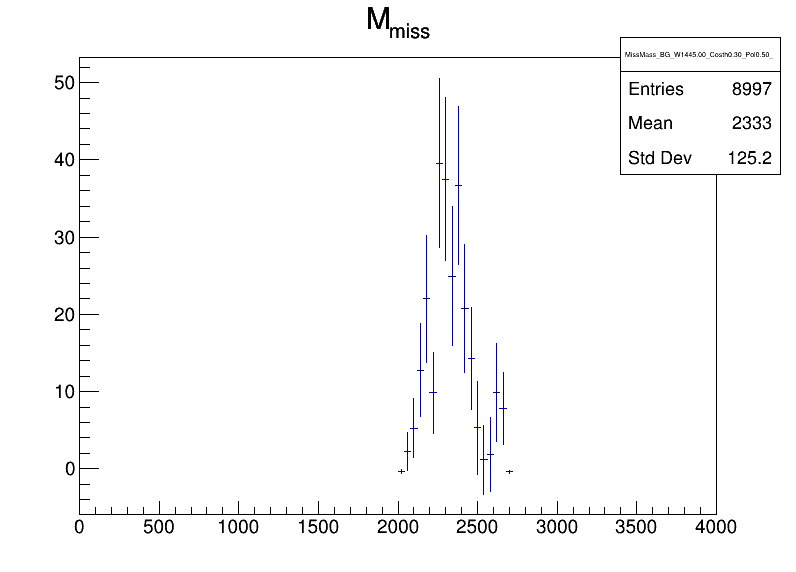 M_miss
MissMass_BG_W1445.00_Costh0.30_Pol0.50_
Entries 8997
Mean 2333
Std Dev 125.2
50
40
30
20
10
0
0 500 1000 1500 2000 2500 3000 3500 4000